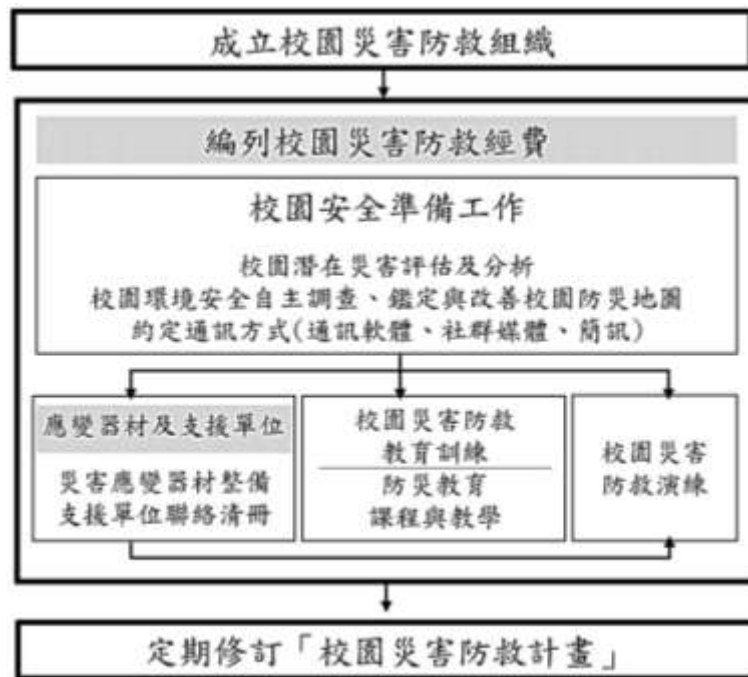 成立校園災害防救組織
編列校園災害防救經費
校園安全準備工作
校園潛在災害評估及分析
校園環境安全自主調查、鑑定與改善校園防災地圖
約定通訊方式(通訊軟體、社群媒體、簡訊)
應變器材及支援單位
災害應變器材整備
支援單位聯絡清冊
校園災害防救
教育訓練
防災教育
課程與教學
校園災害
防救演練
定期修訂「校園災害防救計畫」